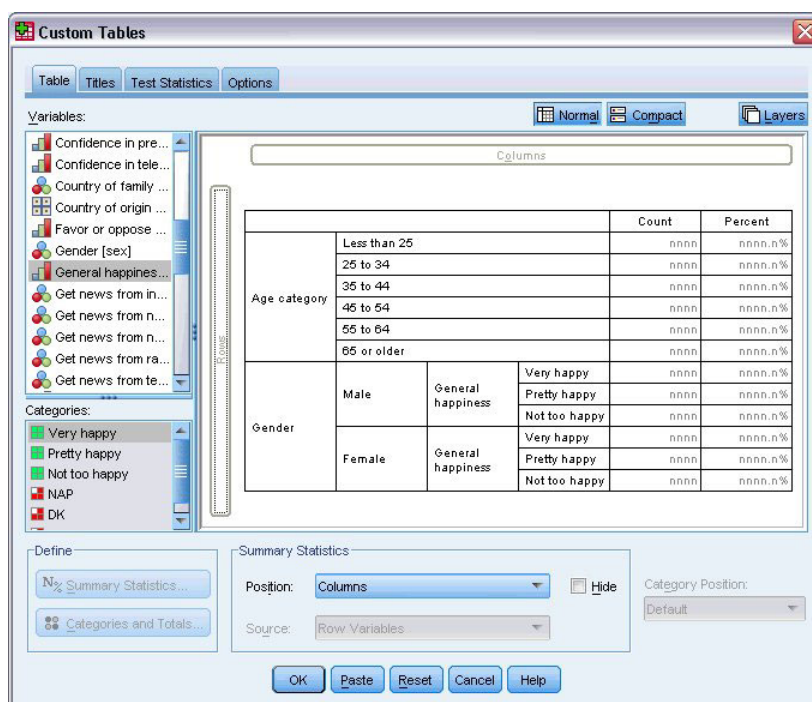 Custom Tables
Table Titles Test Statistics Options
Variables:
Normal Compact Layers
Confidence in pre...
Confidence in tele...
Country of family ...
Country of origin ...
Favor or oppose ...
Gender [sex]
General happines...
Get news from in...
Get news from n...
Get news from n...
Get news from ra...
Get news from te...
Categories:
Very happy
Pretty happy
Not too happy
NAP
DK
Columns
Rows
Count Percent
Age category Less than 25 nnnn nnnn.n%
25 to 34 nnnn nnnn.n%
35 to 44 nnnn nnnn.n%
45 to 54 nnnn nnnn.n%
55 to 64 nnnn nnnn.n%
65 or older nnnn nnnn.n%
Gender Male General happiness Very happy nnnn nnnn.n%
Pretty happy nnnn nnnn.n%
Not too happy nnnn nnnn.n%
Female General happiness Very happy nnnn nnnn.n%
Pretty happy nnnn nnnn.n%
Not too happy nnnn nnnn.n%
Define
N% Summary Statistics...
Categories and Totals...
Summary Statistics
Position: Columns Hide
Source: Row Variables
Category Position:
Default
OK Paste Reset Cancel Help